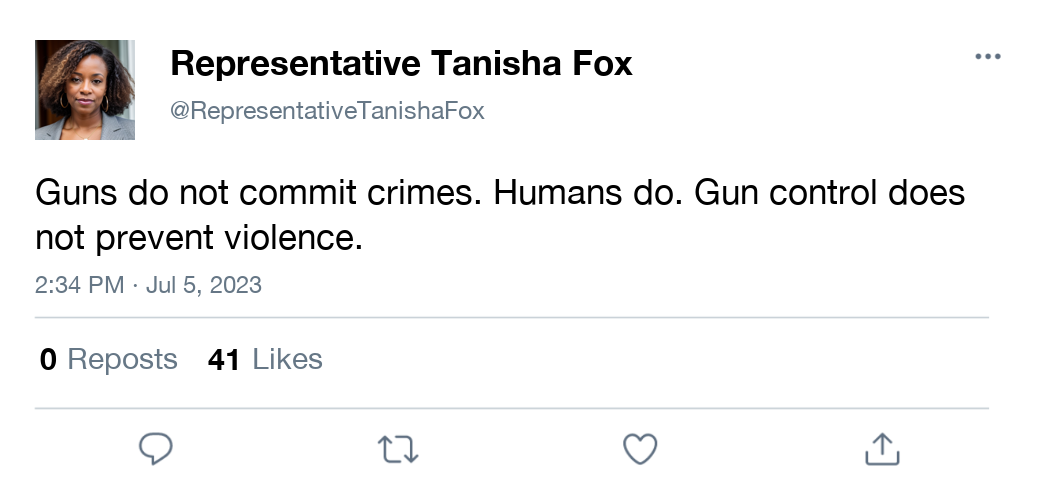 Representative Tanisha Fox
@RepresentativeTanishaFox
Guns do not commit crimes. Humans do. Gun control does
not prevent violence.
2:34 PM · Jul 5, 2023
0 Reposts 41 Likes